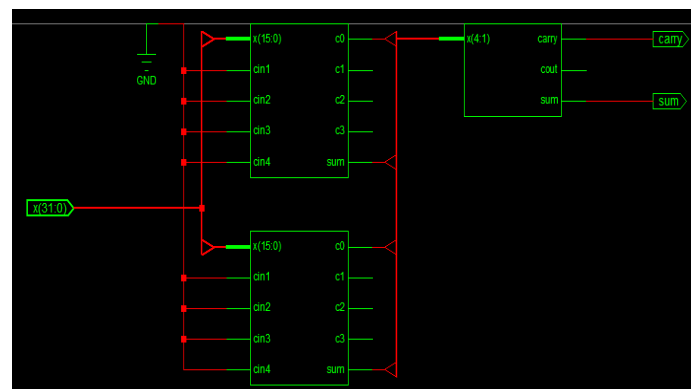 x(15:0) c0 x(4:1) carry carry
cin1 c1 cout
GND
cin2 c2 sum sum
cin3 c3
cin4 sum
x(31:0)
x(15:0) c0
cin1 c1
cin2 c2
cin3 c3
cin4 sum